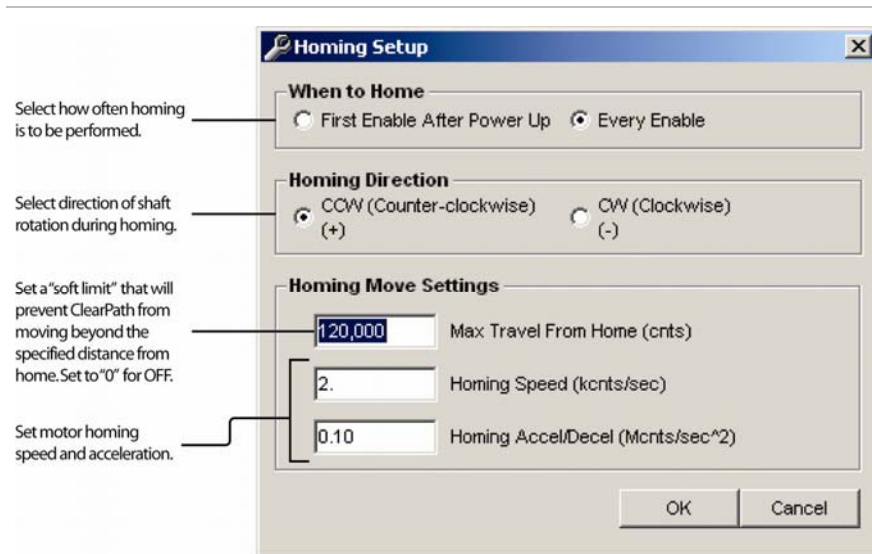 Homing Setup
When to Home
Select how often homing
is to be performed.
First Enable After Power Up Every Enable
Homing Direction
Select direction of shaft
rotation during homing.
CCW (Counter-clockwise)
(+)
CW (Clockwise)
(-)
Homing Move Settings
Set a "soft limit" that will
prevent ClearPath from
moving beyond the
specified distance from
home. Set to "0" for OFF.
120,000 Max Travel From Home (cnts)
2. Homing Speed (kcnts/sec)
Set motor homing
speed and acceleration.
0.10 Homing Accel/Decel (Mcnts/sec^2)
OK Cancel